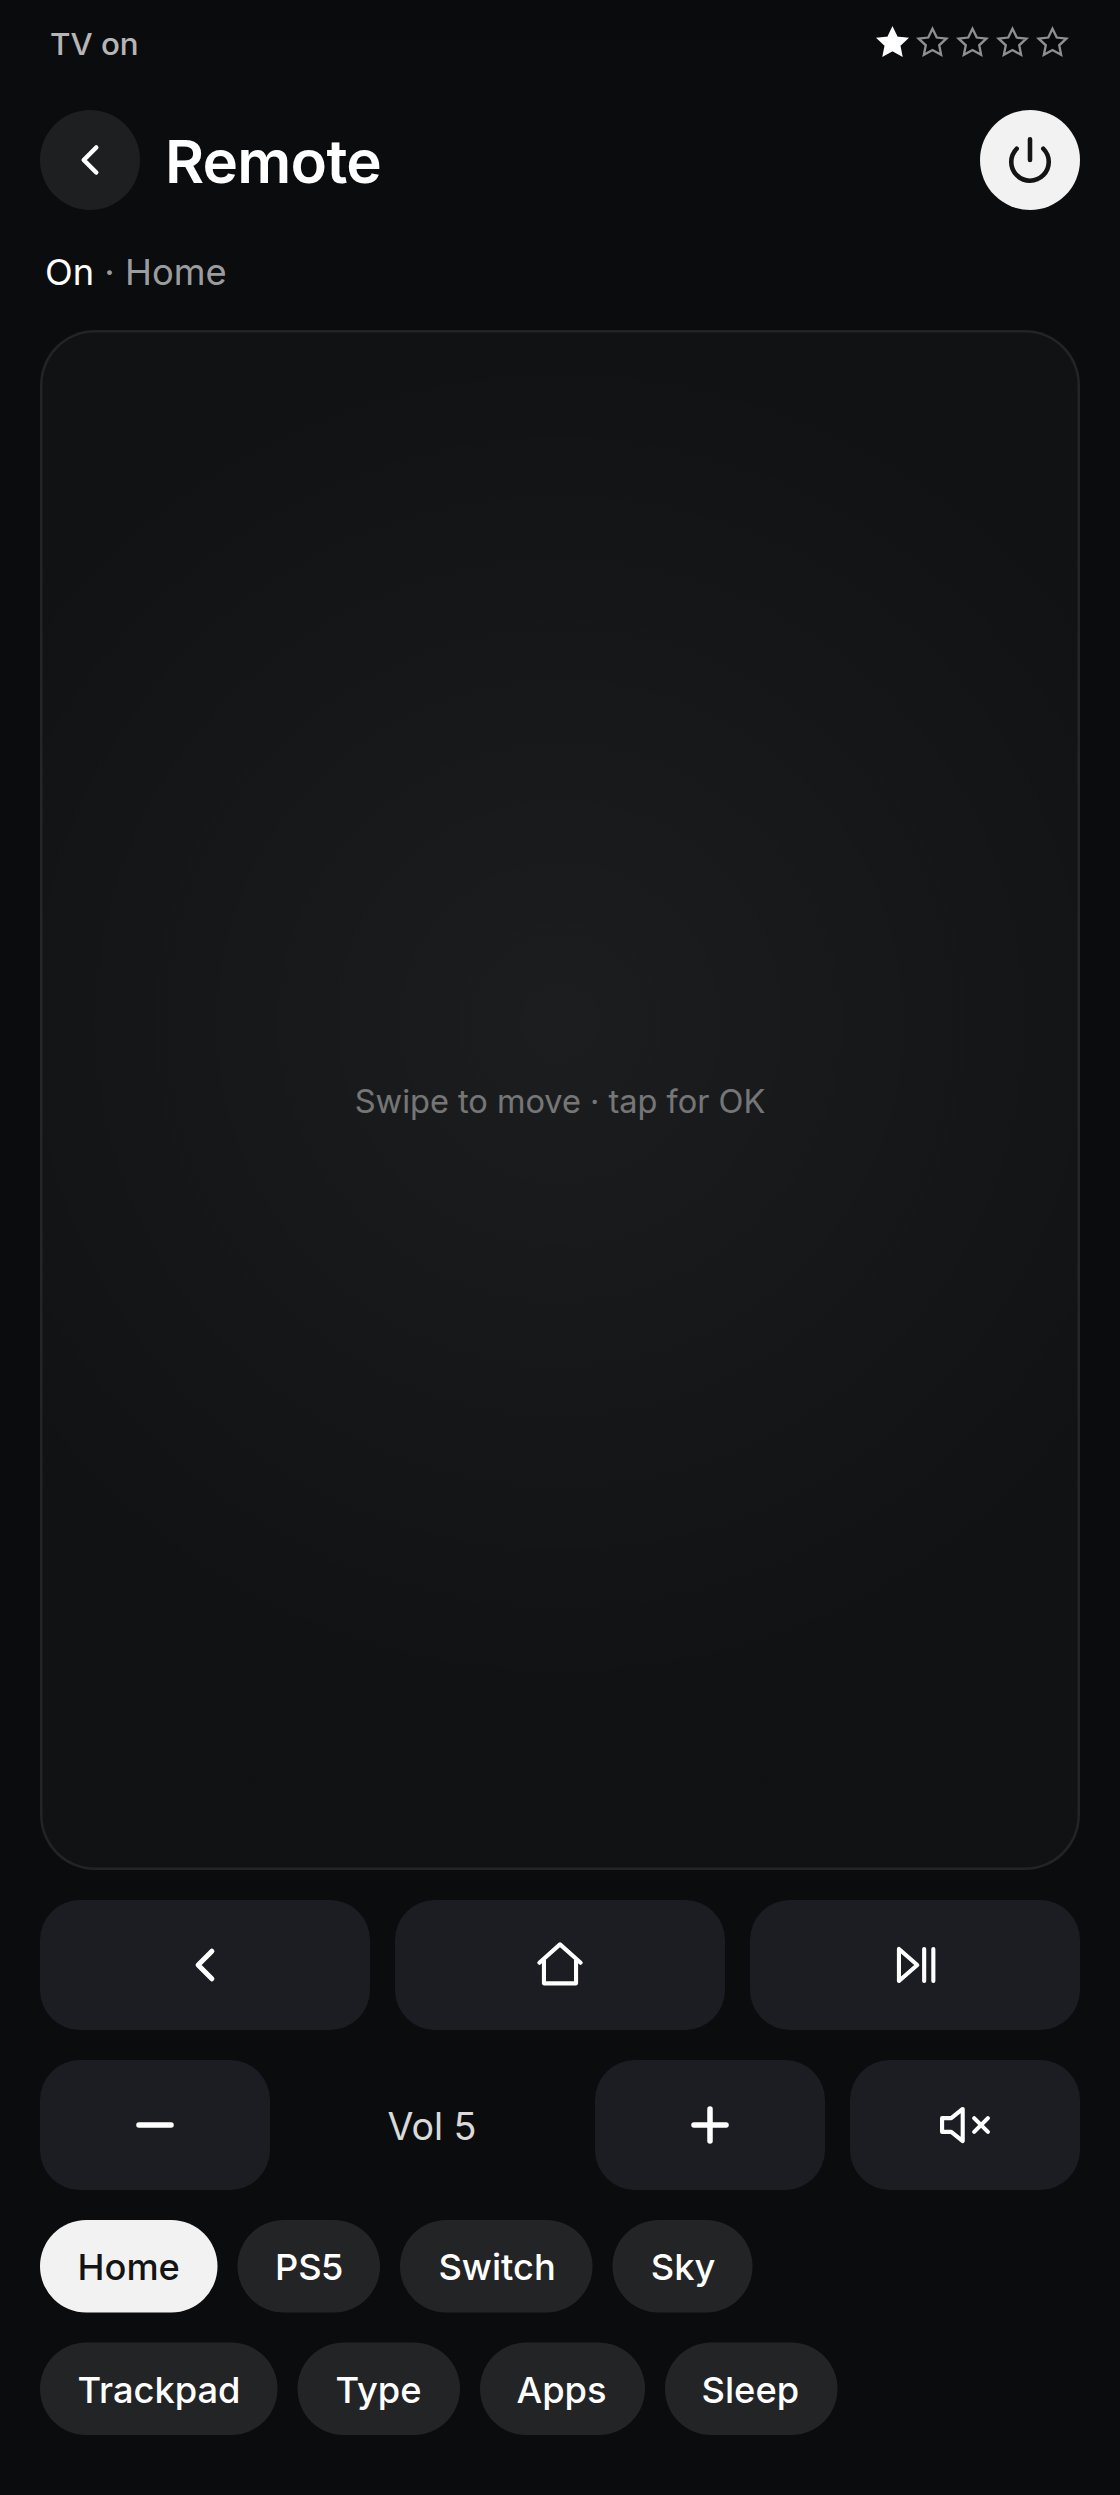 TV on
Remote
On · Home
Swipe to move · tap for OK
Vol 5
Home PS5 Switch Sky
Trackpad Type Apps Sleep